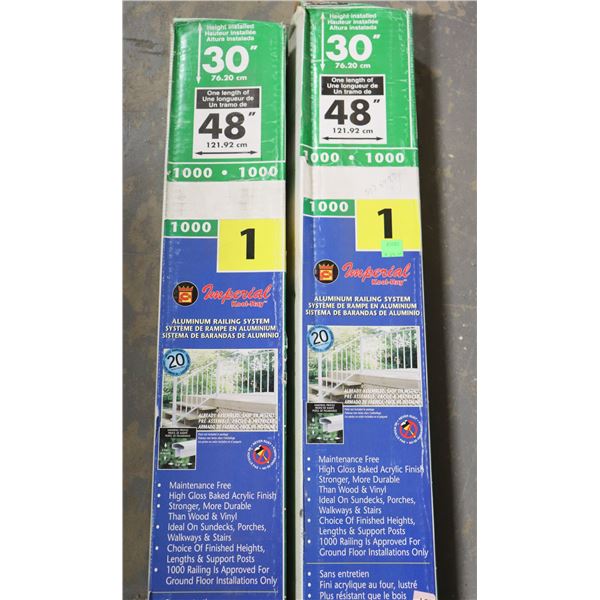 Height installed
Hauteur installée
Altura instalada
30"
76.20 cm
One length of
Une longueur de
Un tramo de
48"
121.92 cm
1000 • 1000
1000
1
Imperial
Kool-Ray™
ALUMINUM RAILING SYSTEM
SYSTÈME DE RAMPE EN ALUMINIUM
SISTEMA DE BARANDAS DE ALUMINIO
20
• Maintenance Free
• High Gloss Baked Acrylic Finish
• Stronger, More Durable
Than Wood & Vinyl
• Ideal On Sundecks, Porches,
Walkways & Stairs
• Choice Of Finished Heights,
Lengths & Support Posts
• 1000 Railing Is Approved For
Ground Floor Installations Only
Height installed
Hauteur installée
Altura instalada
30"
76.20 cm
One length of
Une longueur de
Un tramo de
48"
121.92 cm
1000 • 1000
1000
1
Imperial
Kool-Ray™
ALUMINUM RAILING SYSTEM
SYSTÈME DE RAMPE EN ALUMINIUM
SISTEMA DE BARANDAS DE ALUMINIO
20
• Maintenance Free
• High Gloss Baked Acrylic Finish
• Stronger, More Durable
Than Wood & Vinyl
• Ideal On Sundecks, Porches,
Walkways & Stairs
• Choice Of Finished Heights,
Lengths & Support Posts
• 1000 Railing Is Approved For
Ground Floor Installations Only
• Sans entretien
• Fini acrylique au four, lustré
• Plus résistant que le bois